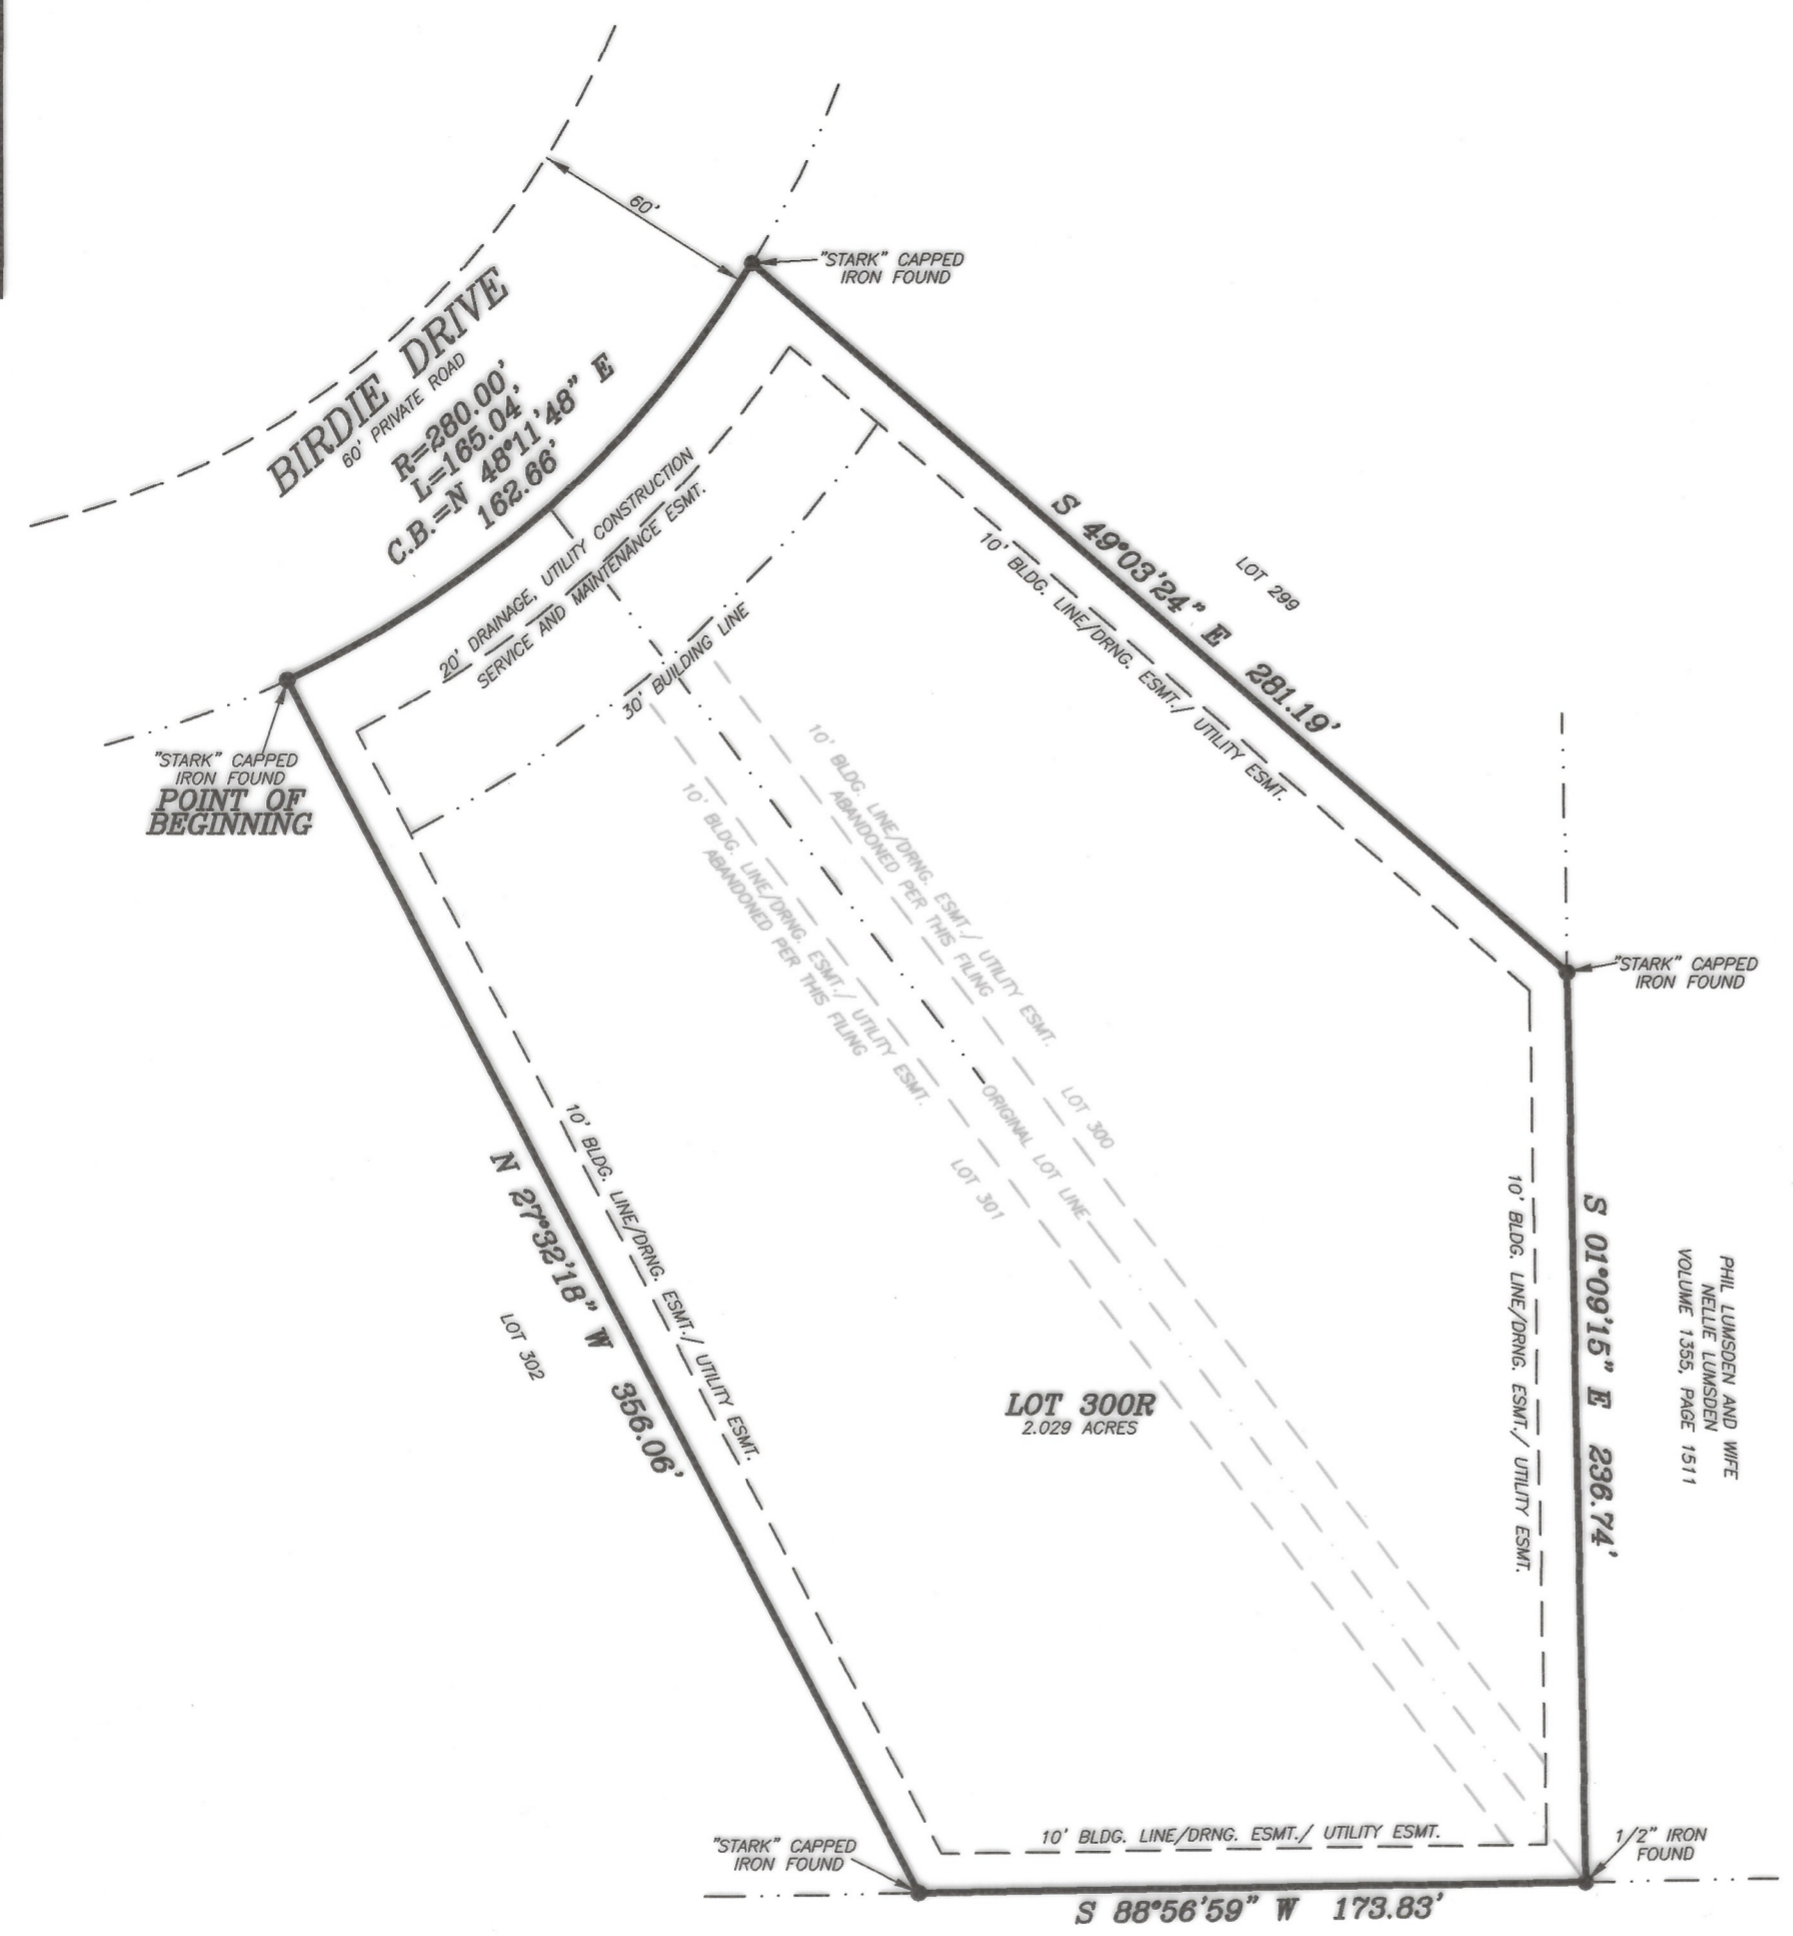 60'
"STARK" CAPPED
IRON FOUND
BIRDIE DRIVE
60' PRIVATE ROAD
R=280.00'
L=165.04'
C.B.=N 48°11'48" E
162.66'
20' DRAINAGE, UTILITY CONSTRUCTION
SERVICE AND MAINTENANCE ESMT.
30' BUILDING LINE
S 49°03'24" E 281.19'
LOT 299
10' BLDG. LINE/DRNG. ESMT./ UTILITY ESMT.
"STARK" CAPPED
IRON FOUND
POINT OF
BEGINNING
10' BLDG. LINE/DRNG. ESMT./ UTILITY ESMT.
ABANDONED PER THIS FILING
10' BLDG. LINE/DRNG. ESMT./ UTILITY ESMT.
ABANDONED PER THIS FILING
"STARK" CAPPED
IRON FOUND
LOT 300
ORIGINAL LOT LINE
LOT 301
10' BLDG. LINE/DRNG. ESMT./ UTILITY ESMT.
N 27°32'18" W 356.06'
LOT 302
10' BLDG. LINE/DRNG. ESMT./ UTILITY ESMT.
S 01°09'15" E 236.74'
PHIL LUMSDEN AND WIFE
NELLIE LUMSDEN
VOLUME 1355, PAGE 1511
LOT 300R
2.029 ACRES
10' BLDG. LINE/DRNG. ESMT./ UTILITY ESMT.
1/2" IRON
FOUND
"STARK" CAPPED
IRON FOUND
S 88°56'59" W 173.83'